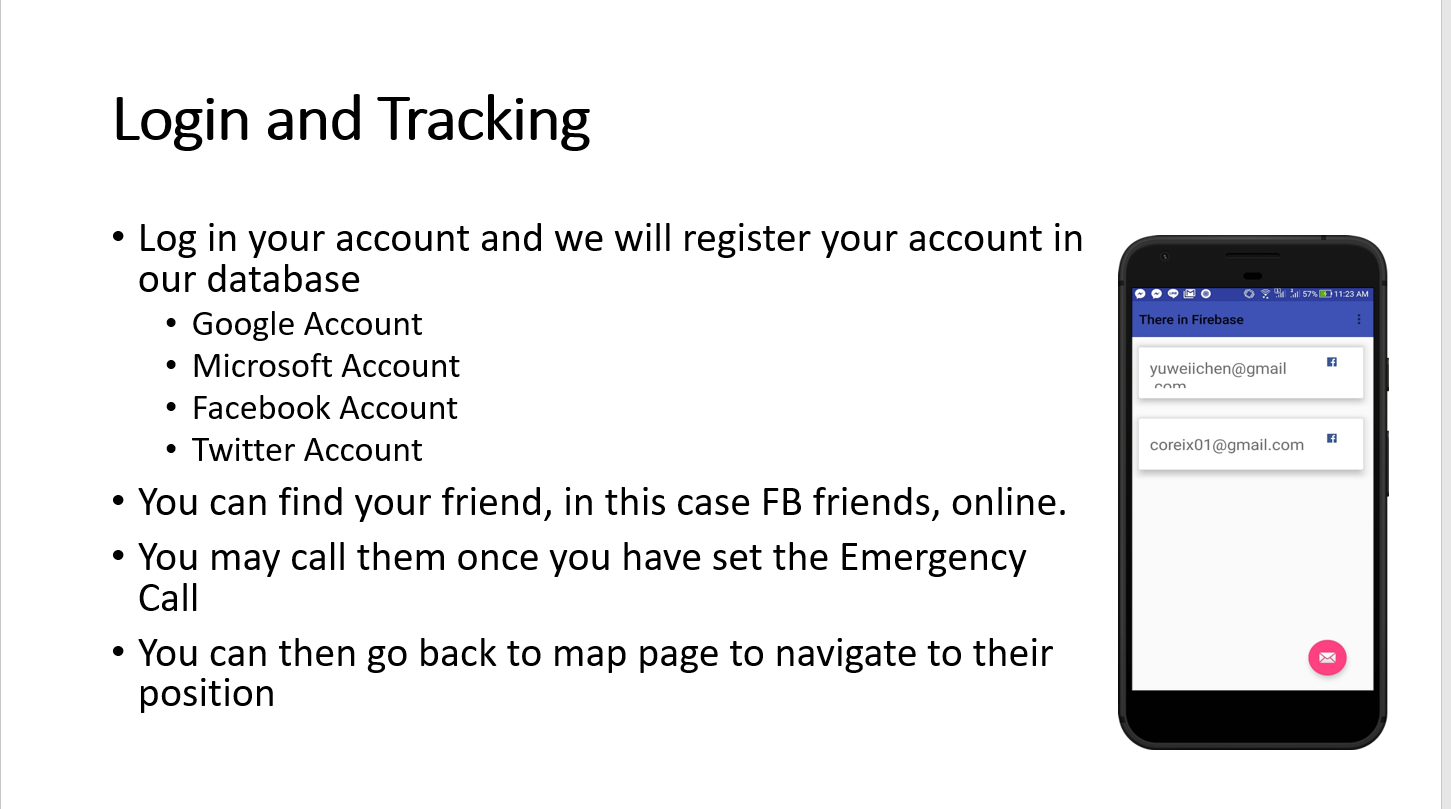 Login and Tracking
• Log in your account and we will register your account in
our database
• Google Account
• Microsoft Account
• Facebook Account
• Twitter Account
• You can find your friend, in this case FB friends, online.
• You may call them once you have set the Emergency
Call
• You can then go back to map page to navigate to their
position
57% 11:23 AM
There in Firebase
yuweiichen@gmail
.com
coreix01@gmail.com